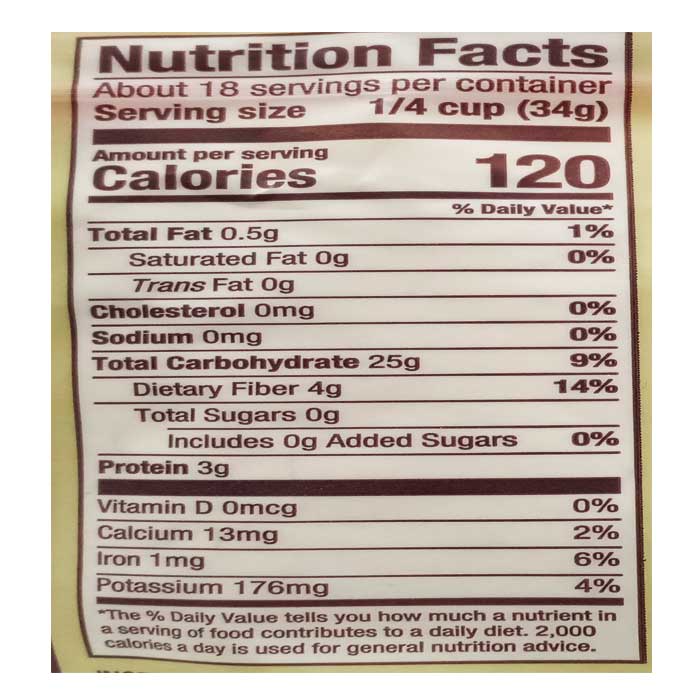 Nutrition Facts
About 18 servings per container
Serving size 1/4 cup (34g)
Amount per serving
Calories 120
% Daily Value*
Total Fat 0.5g 1%
Saturated Fat 0g 0%
Trans Fat 0g
Cholesterol 0mg 0%
Sodium 0mg 0%
Total Carbohydrate 25g 9%
Dietary Fiber 4g 14%
Total Sugars 0g
Includes 0g Added Sugars 0%
Protein 3g
Vitamin D 0mcg 0%
Calcium 13mg 2%
Iron 1mg 6%
Potassium 176mg 4%
*The % Daily Value tells you how much a nutrient in
a serving of food contributes to a daily diet. 2,000
calories a day is used for general nutrition advice.